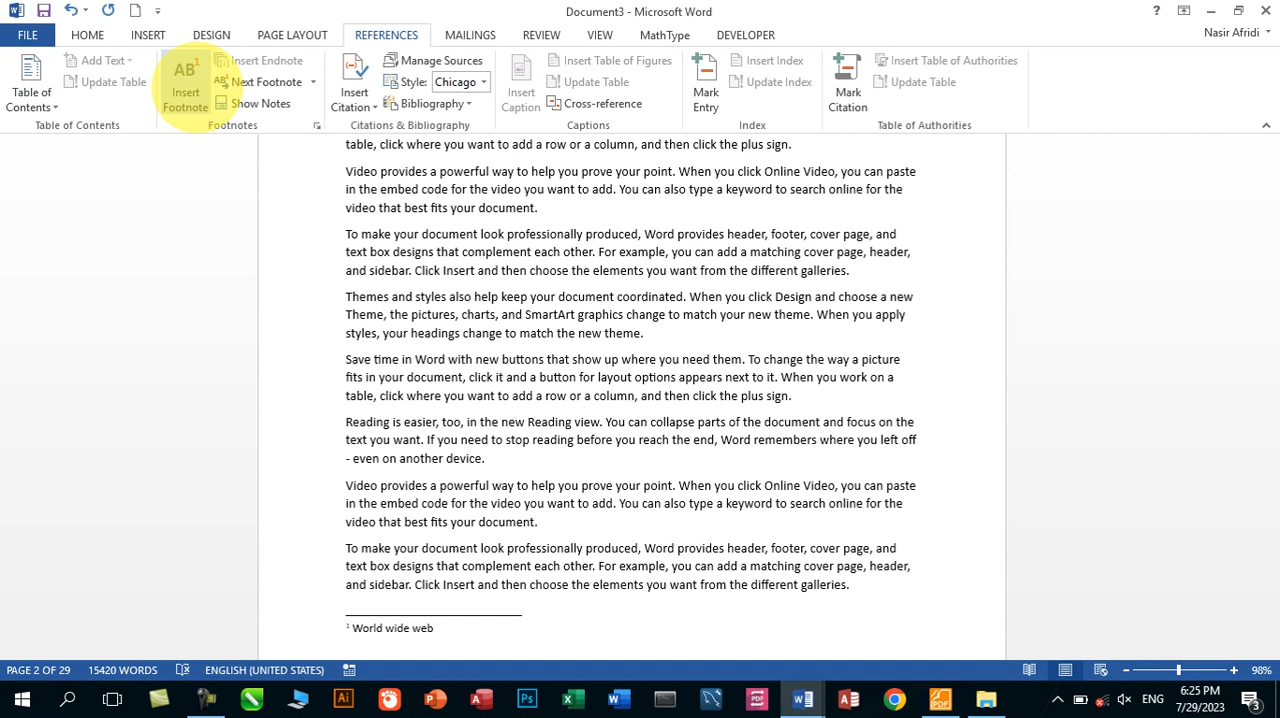 Document3 - Microsoft Word
?
FILE HOME INSERT DESIGN PAGE LAYOUT REFERENCES MAILINGS REVIEW VIEW MathType DEVELOPER Nasir Afridi
Table of Contents
Add Text
Update Table
Table of Contents
AB1
Insert Footnote
Insert Endnote
AB1 Next Footnote
Show Notes
Footnotes
Insert Citation
Manage Sources
Style: Chicago
Bibliography
Citations & Bibliography
Insert Caption
Insert Table of Figures
Update Table
Cross-reference
Captions
Mark Entry
Insert Index
Update Index
Index
Mark Citation
Insert Table of Authorities
Update Table
Table of Authorities
table, click where you want to add a row or a column, and then click the plus sign.
Video provides a powerful way to help you prove your point. When you click Online Video, you can paste
in the embed code for the video you want to add. You can also type a keyword to search online for the
video that best fits your document.
To make your document look professionally produced, Word provides header, footer, cover page, and
text box designs that complement each other. For example, you can add a matching cover page, header,
and sidebar. Click Insert and then choose the elements you want from the different galleries.
Themes and styles also help keep your document coordinated. When you click Design and choose a new
Theme, the pictures, charts, and SmartArt graphics change to match your new theme. When you apply
styles, your headings change to match the new theme.
Save time in Word with new buttons that show up where you need them. To change the way a picture
fits in your document, click it and a button for layout options appears next to it. When you work on a
table, click where you want to add a row or a column, and then click the plus sign.
Reading is easier, too, in the new Reading view. You can collapse parts of the document and focus on the
text you want. If you need to stop reading before you reach the end, Word remembers where you left off
- even on another device.
Video provides a powerful way to help you prove your point. When you click Online Video, you can paste
in the embed code for the video you want to add. You can also type a keyword to search online for the
video that best fits your document.
To make your document look professionally produced, Word provides header, footer, cover page, and
text box designs that complement each other. For example, you can add a matching cover page, header,
and sidebar. Click Insert and then choose the elements you want from the different galleries.
1 World wide web
PAGE 2 OF 29 15420 WORDS ENGLISH (UNITED STATES) 98%
Ai Ps PDF PDF ENG 6:25 PM
7/29/2023 3